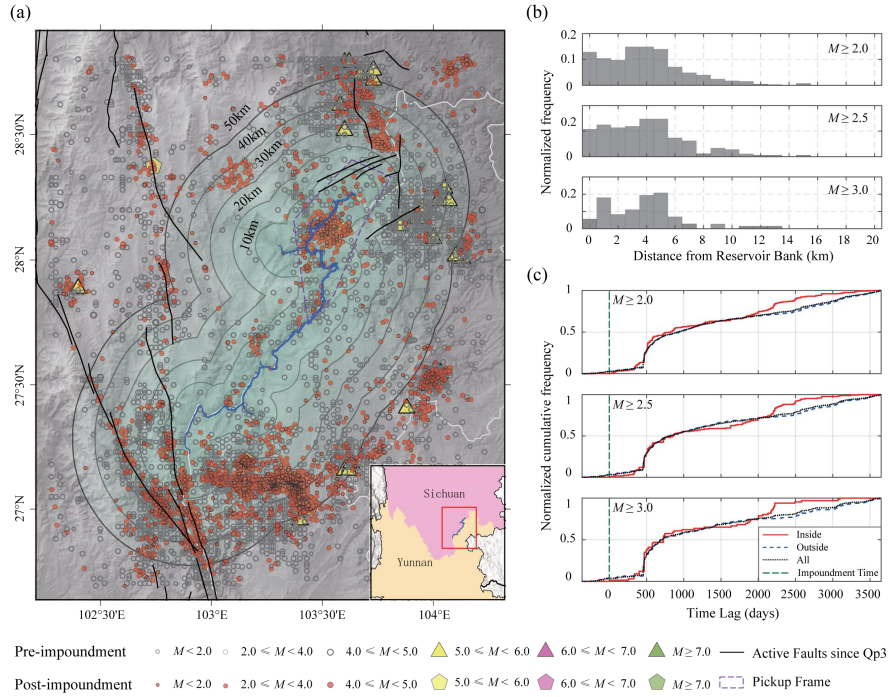 (a)
50km
40km
30km
20km
10km
28°30'N
28°N
27°30'N
27°N
102°30'E
103°E
103°30'E
104°E
Sichuan
Yunnan
(b)
Normalized frequency
0.2
0.1
0
M ≥ 2.0
0.2
0
M ≥ 2.5
0.2
0
M ≥ 3.0
0 2 4 6 8 10 12 14 16 18 20
Distance from Reservoir Bank (km)
(c)
Normalized cumulative frequency
1
0.5
0
M ≥ 2.0
1
0.5
0
M ≥ 2.5
1
0.5
0
M ≥ 3.0
Inside
Outside
All
Impoundment Time
0 500 1000 1500 2000 2500 3000 3500
Time Lag (days)
Pre-impoundment M < 2.0 2.0 ⩽ M < 4.0 4.0 ⩽ M < 5.0 5.0 ⩽ M < 6.0 6.0 ⩽ M < 7.0 M ⩾ 7.0 Active Faults since Qp3
Post-impoundment M < 2.0 2.0 ⩽ M < 4.0 4.0 ⩽ M < 5.0 5.0 ⩽ M < 6.0 6.0 ⩽ M < 7.0 M ⩾ 7.0 Pickup Frame